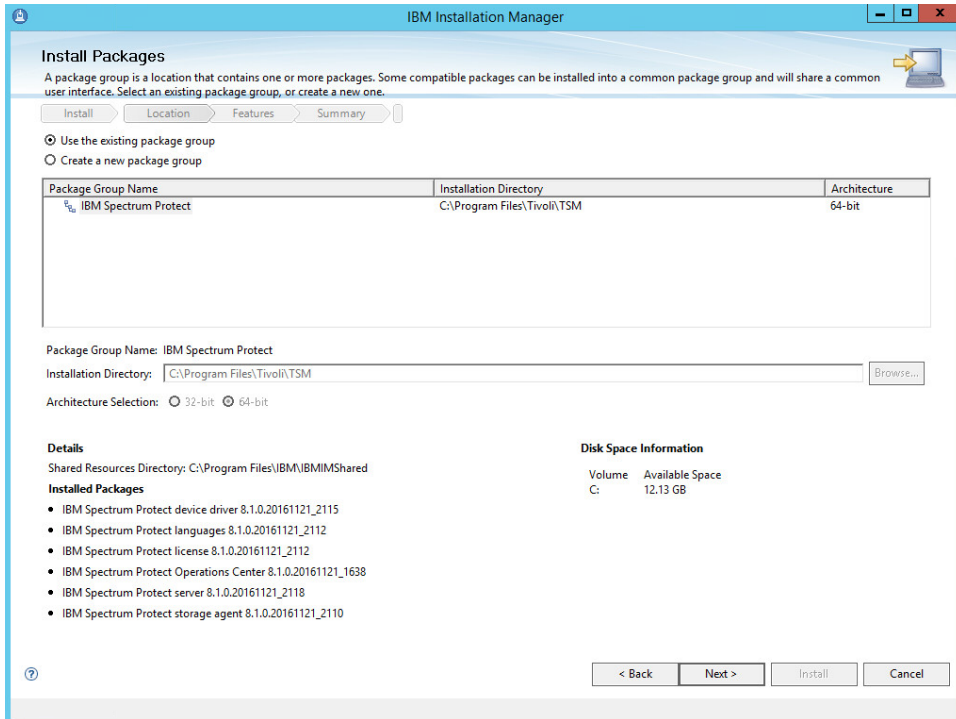 IBM Installation Manager
Install Packages
A package group is a location that contains one or more packages. Some compatible packages can be installed into a common package group and will share a common
user interface. Select an existing package group, or create a new one.
Install Location Features Summary
Use the existing package group
Create a new package group
Package Group Name Installation Directory Architecture
IBM Spectrum Protect C:\Program Files\Tivoli\TSM 64-bit
Package Group Name: IBM Spectrum Protect
Installation Directory: C:\Program Files\Tivoli\TSM Browse...
Architecture Selection: 32-bit 64-bit
Details
Shared Resources Directory: C:\Program Files\IBM\IBMIMShared
Installed Packages
• IBM Spectrum Protect device driver 8.1.0.20161121_2115
• IBM Spectrum Protect languages 8.1.0.20161121_2112
• IBM Spectrum Protect license 8.1.0.20161121_2112
• IBM Spectrum Protect Operations Center 8.1.0.20161121_1638
• IBM Spectrum Protect server 8.1.0.20161121_2118
• IBM Spectrum Protect storage agent 8.1.0.20161121_2110
Disk Space Information
Volume Available Space
C: 12.13 GB
? < Back Next > Install Cancel